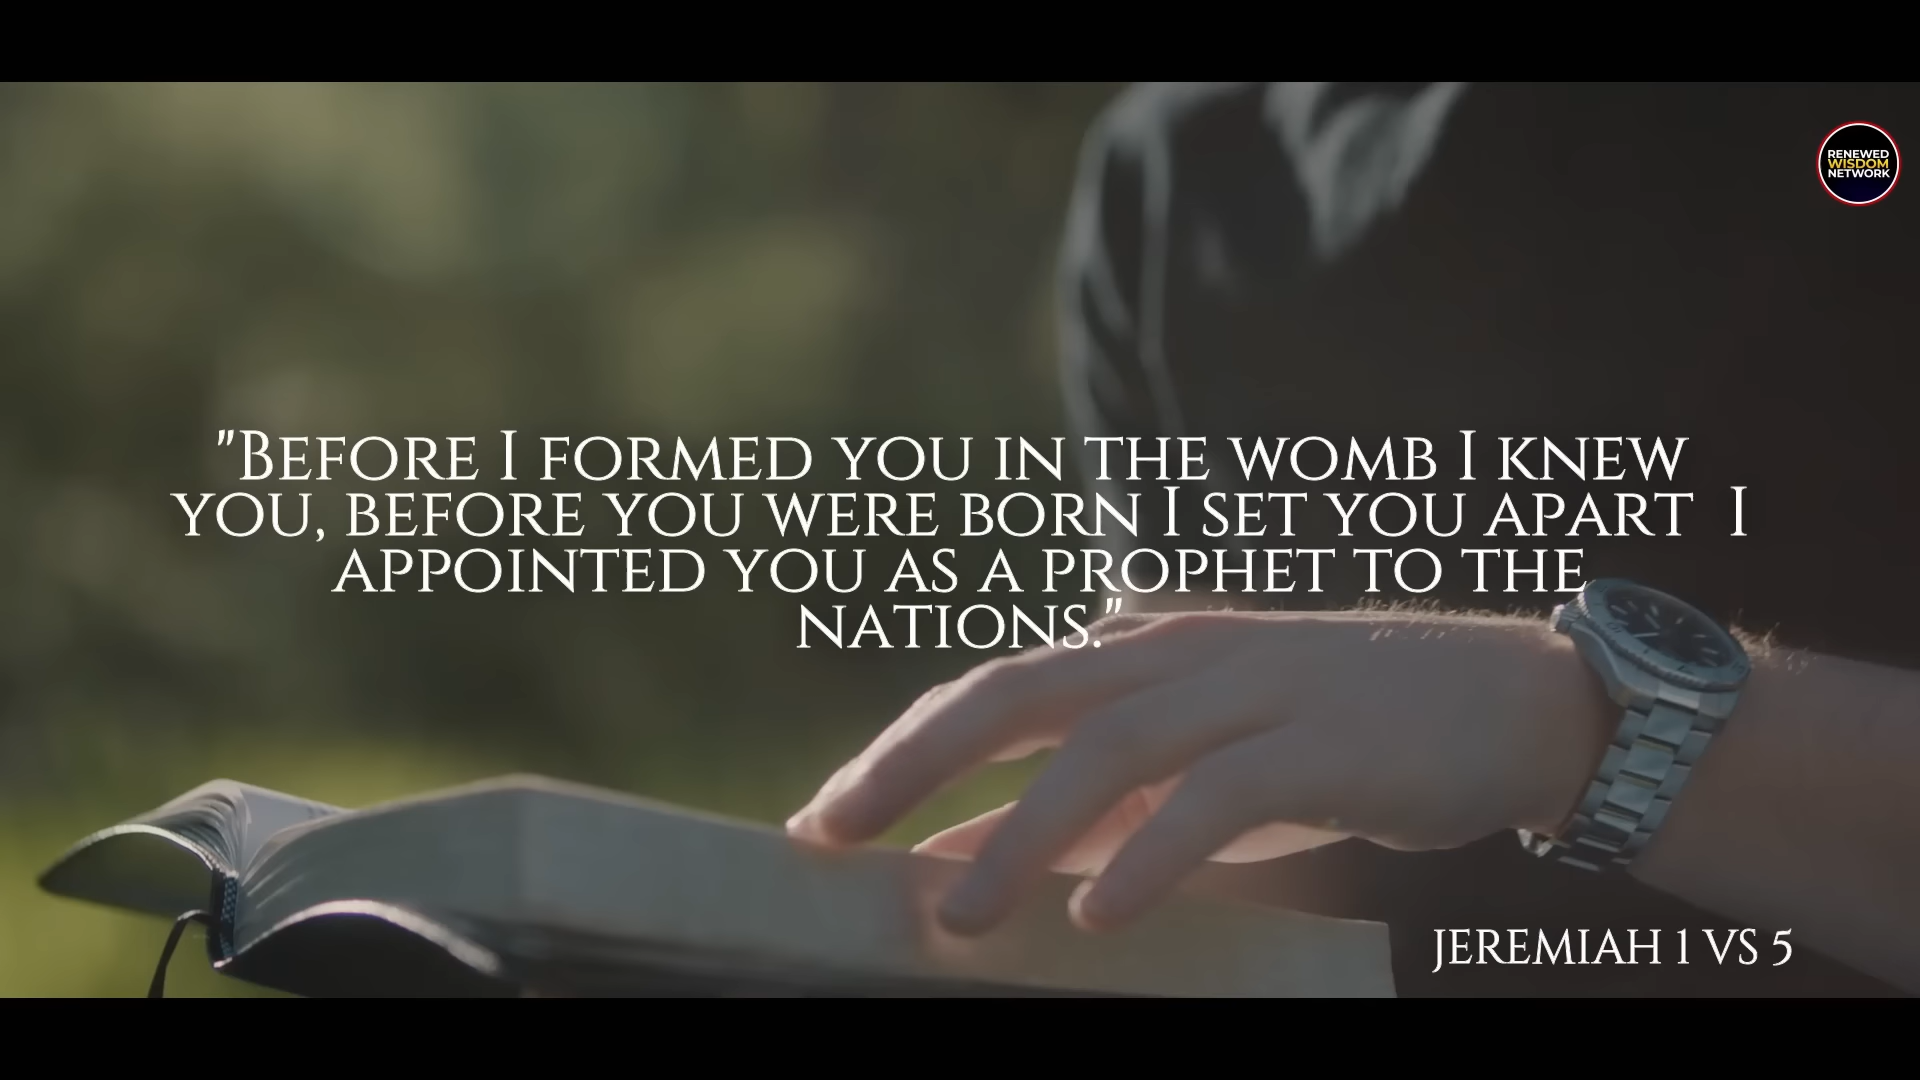 RENEWED
WISDOM
NETWORK
"BEFORE I FORMED YOU IN THE WOMB I KNEW
YOU, BEFORE YOU WERE BORN I SET YOU APART I
APPOINTED YOU AS A PROPHET TO THE
NATIONS."
JEREMIAH 1 VS 5